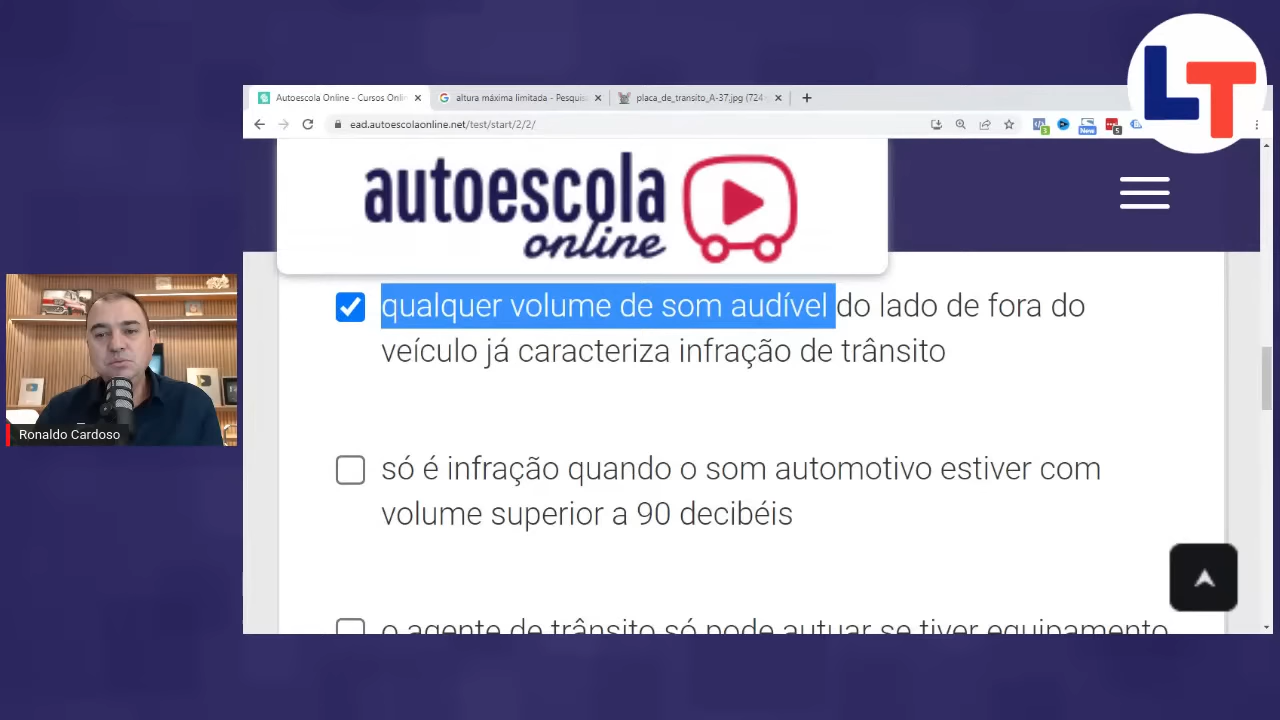 LT
Autoescola Online - Cursos Onlin
altura máxima limitada - Pesquis
placa_de_transito_A-37.jpg (724
ead.autoescolaonline.net/test/start/2/2/
New
3
5
autoescola
online
qualquer volume de som audível do lado de fora do
veículo já caracteriza infração de trânsito
só é infração quando o som automotivo estiver com
volume superior a 90 decibéis
o agente de trânsito só pode autuar se tiver equipamento
Ronaldo Cardoso